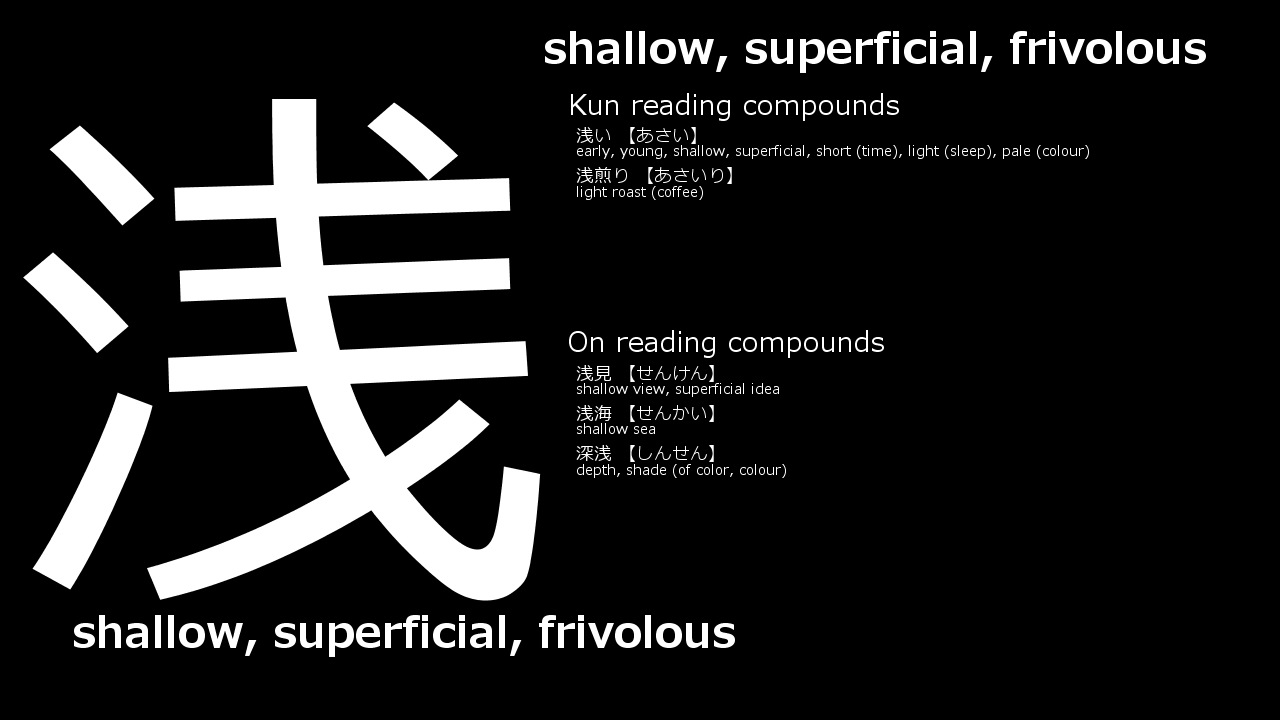 浅
shallow, superficial, frivolous
Kun reading compounds
浅い 【あさい】
early, young, shallow, superficial, short (time), light (sleep), pale (colour)
浅煎り 【あさいり】
light roast (coffee)
On reading compounds
浅見 【せんけん】
shallow view, superficial idea
浅海 【せんかい】
shallow sea
深浅 【しんせん】
depth, shade (of color, colour)
shallow, superficial, frivolous